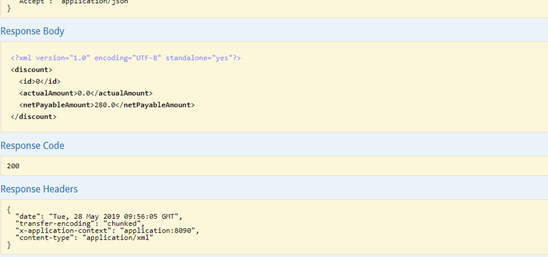 "Accept": "application/json"
}
Response Body
<?xml version="1.0" encoding="UTF-8" standalone="yes"?>
<discount>
<id>0</id>
<actualAmount>0.0</actualAmount>
<netPayableAmount>280.0</netPayableAmount>
</discount>
Response Code
200
Response Headers
{
"date": "Tue, 28 May 2019 09:56:05 GMT",
"transfer-encoding": "chunked",
"x-application-context": "application:8090",
"content-type": "application/xml"
}